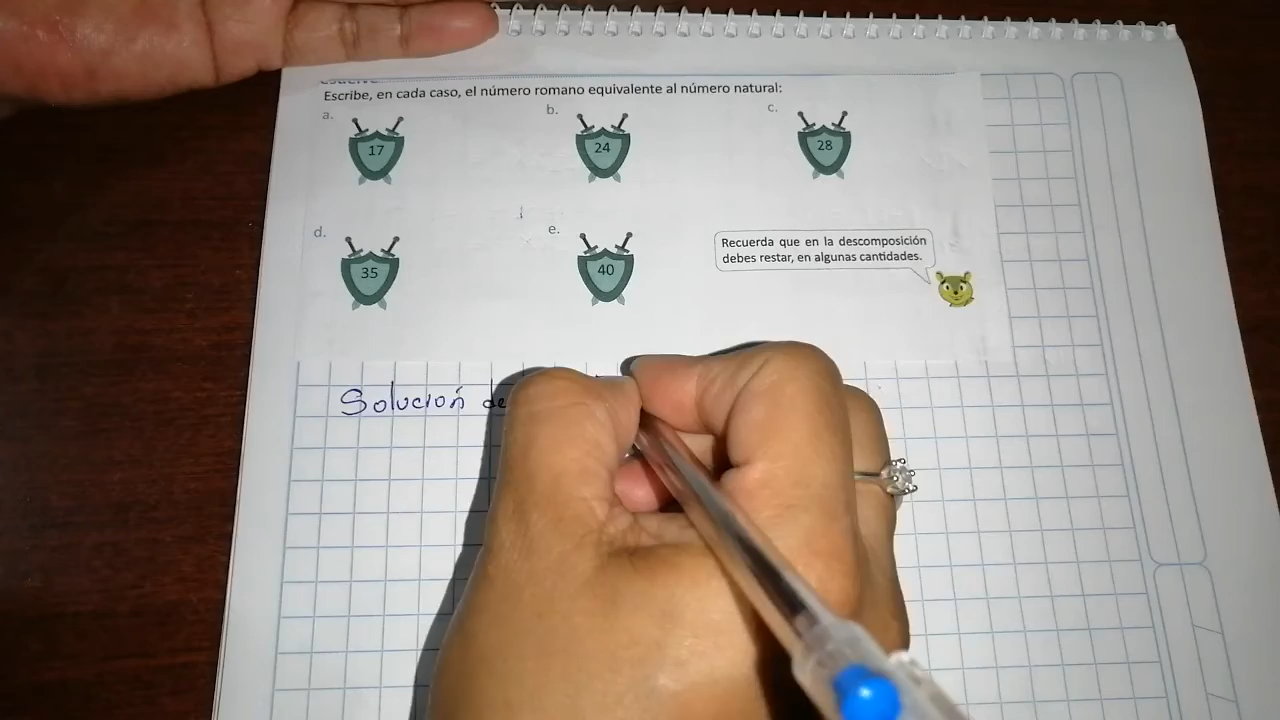 Escribe, en cada caso, el número romano equivalente al número natural:
a. 17
b. 24
c. 28
d. 35
e. 40
Recuerda que en la descomposición
debes restar, en algunas cantidades.
Solución de